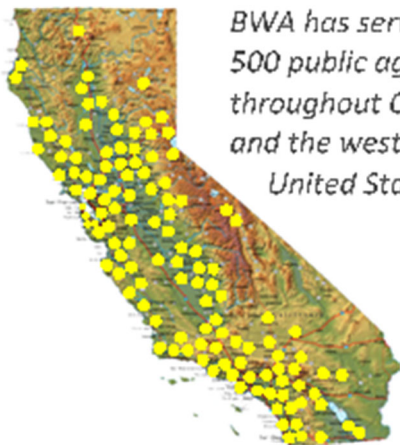 BWA has ser
500 public ag
throughout C
and the west
United Sta